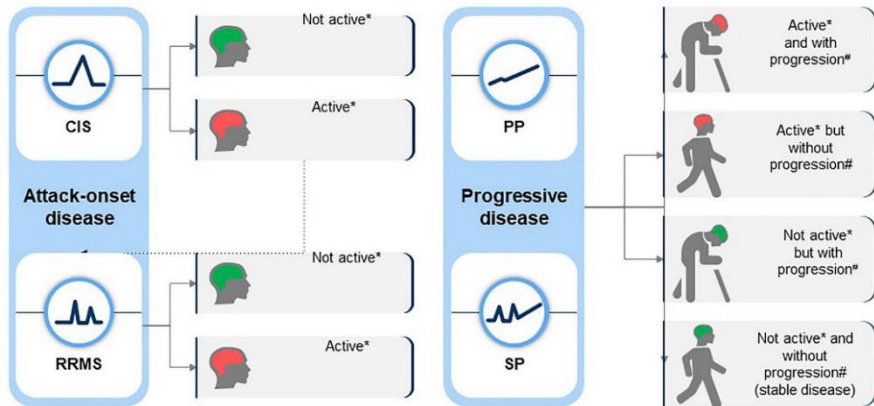 Not active*
CIS
Active*
Attack-onset
disease
Not active*
RRMS
Active*
PP
Active*
and with
progression#
Active* but
without
progression#
Progressive
disease
Not active*
but with
progression#
SP
Not active* and
without
progression#
(stable disease)